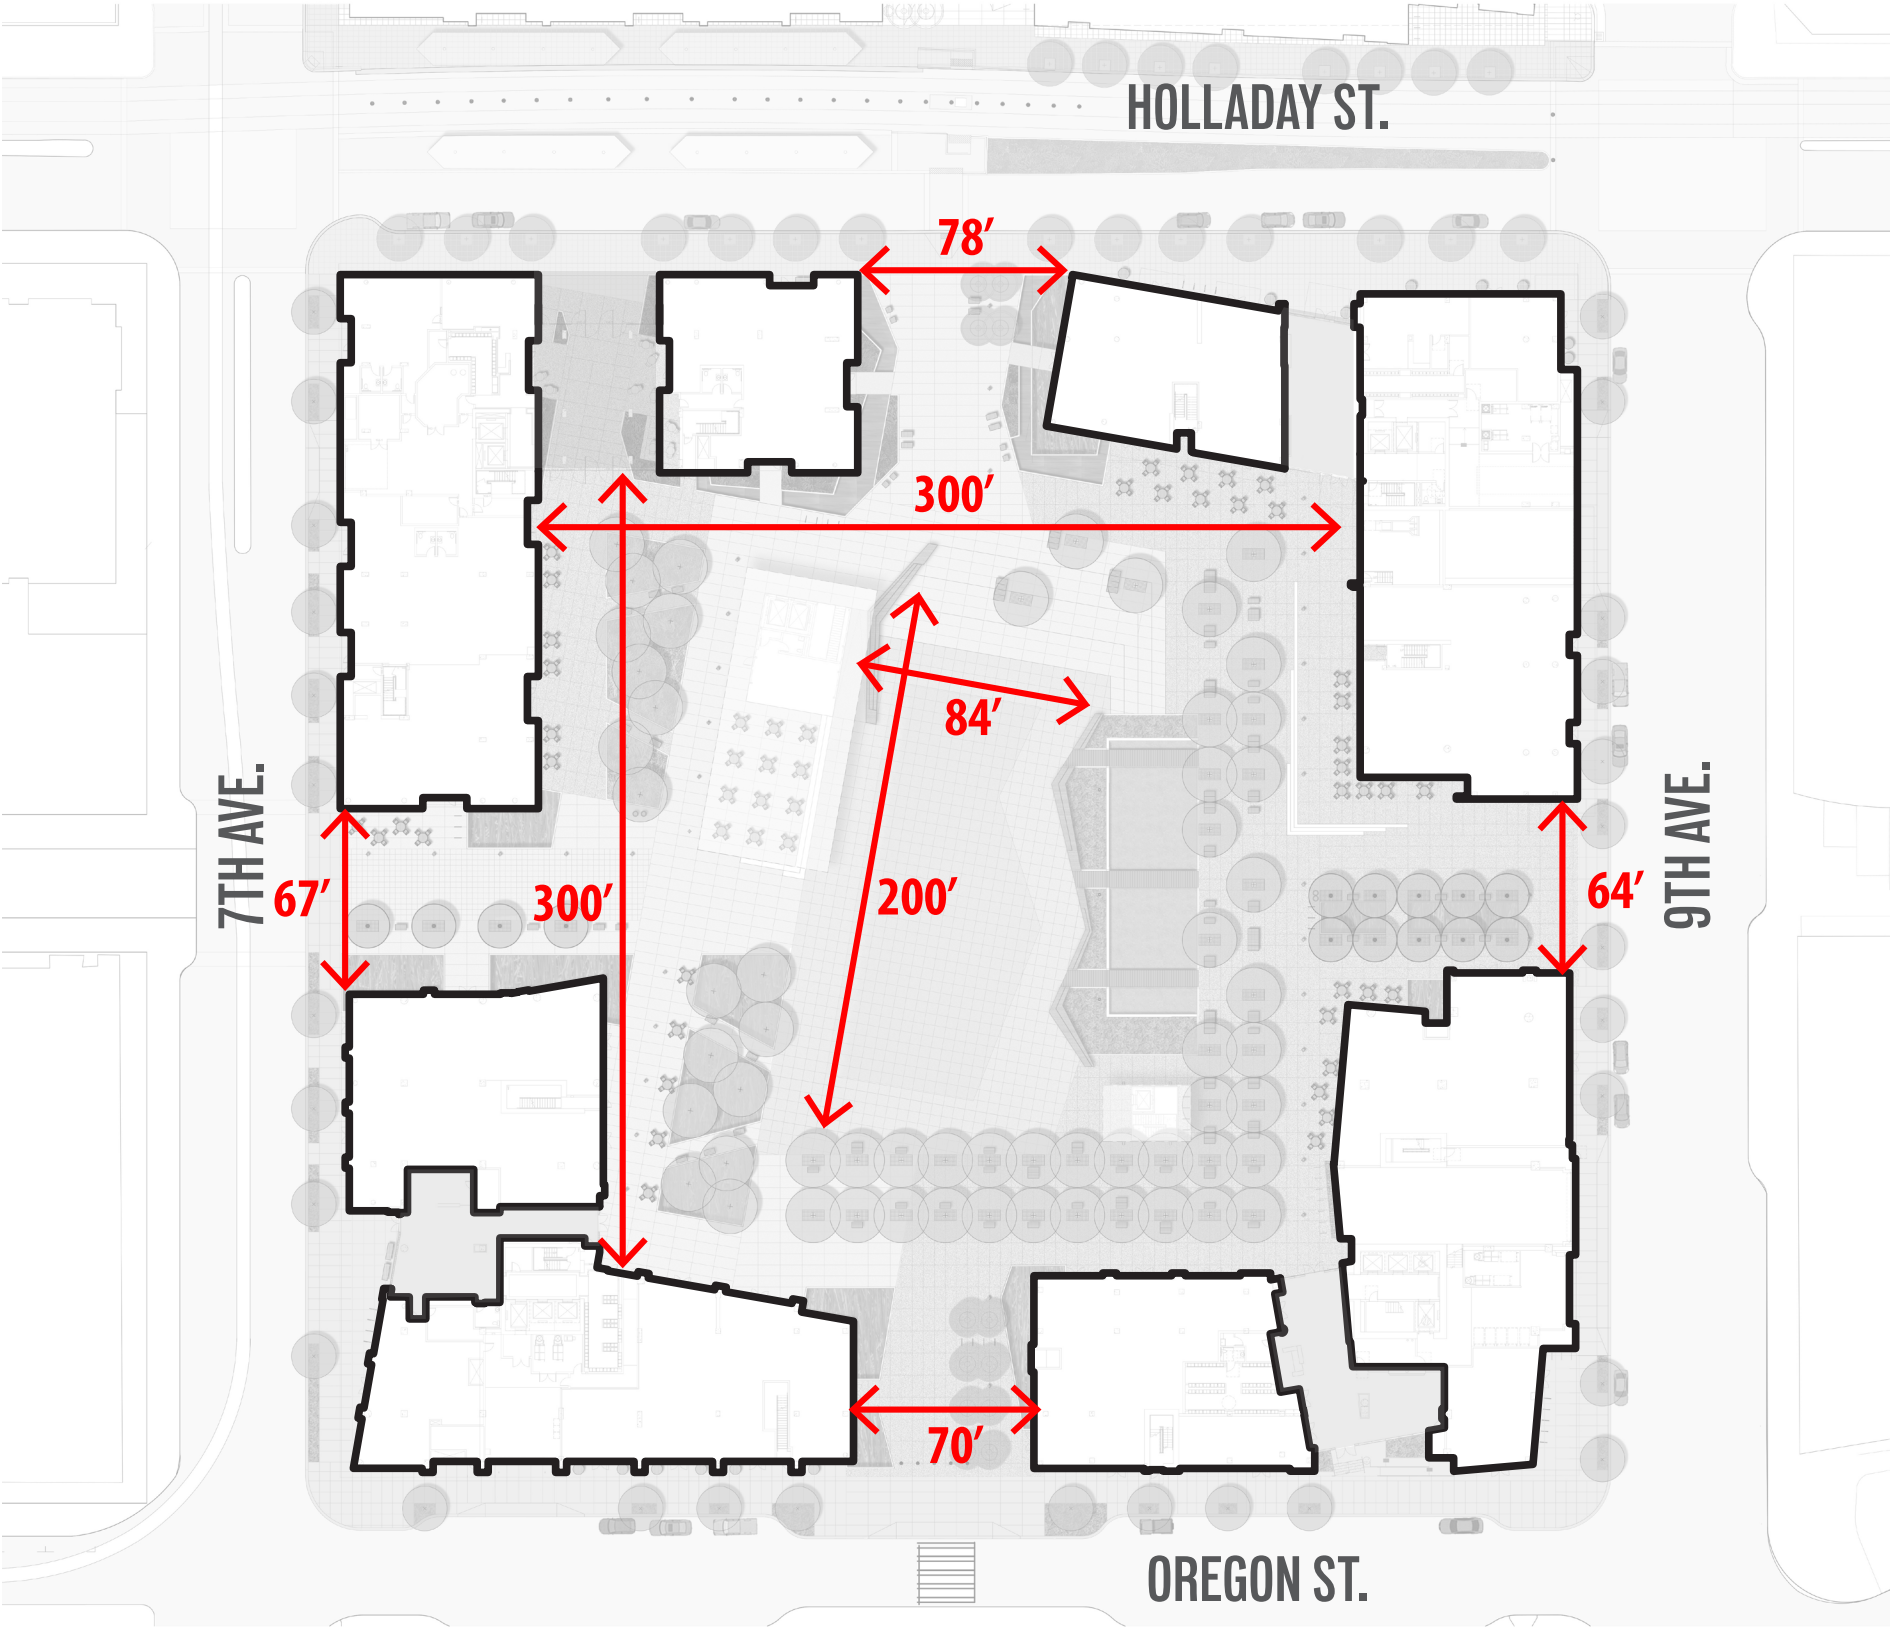 HOLLADAY ST.
78′
300′
84′
7TH AVE.
9TH AVE.
67′
300′
200′
64′
70′
OREGON ST.